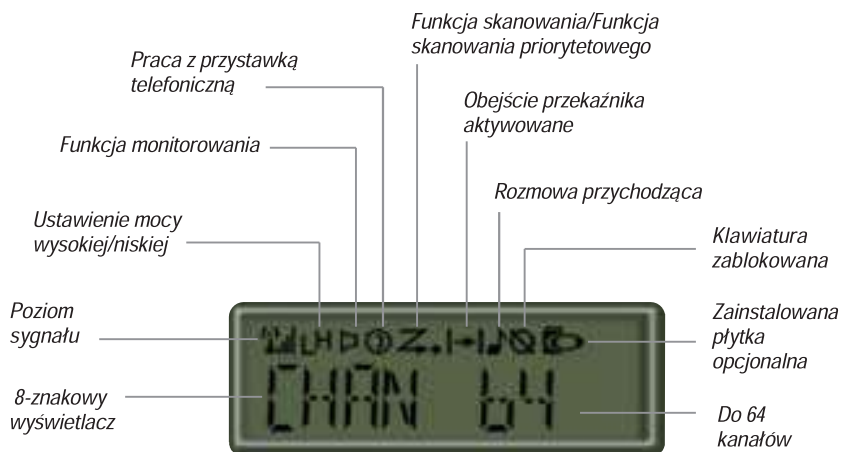 Funkcja skanowania/Funkcja
skanowania priorytetowego
Praca z przystawką
telefoniczną
Obejście przekaźnika
aktywowane
Funkcja monitorowania
Rozmowa przychodząca
Ustawienie mocy
wysokiej/niskiej
Klawiatura
zablokowana
Poziom
sygnału
Zainstalowana
płytka
opcjonalna
LH
CHAN 64
8-znakowy
wyświetlacz
Do 64
kanałów